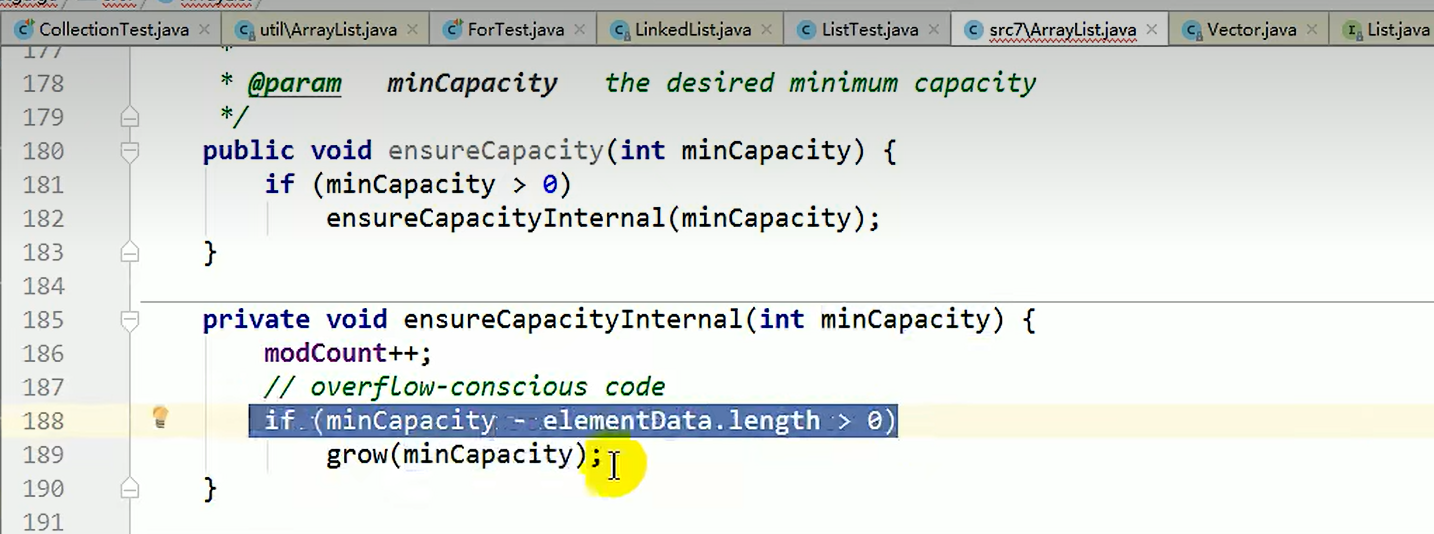 CollectionTest.java util\ArrayList.java ForTest.java LinkedList.java ListTest.java src7\ArrayList.java Vector.java List.java
177 *
178 * @param minCapacity the desired minimum capacity
179 */
180 public void ensureCapacity(int minCapacity) {
181 if (minCapacity > 0)
182 ensureCapacityInternal(minCapacity);
183 }
184
185 private void ensureCapacityInternal(int minCapacity) {
186 modCount++;
187 // overflow-conscious code
188 if (minCapacity - elementData.length > 0)
189 grow(minCapacity);
190 }
191